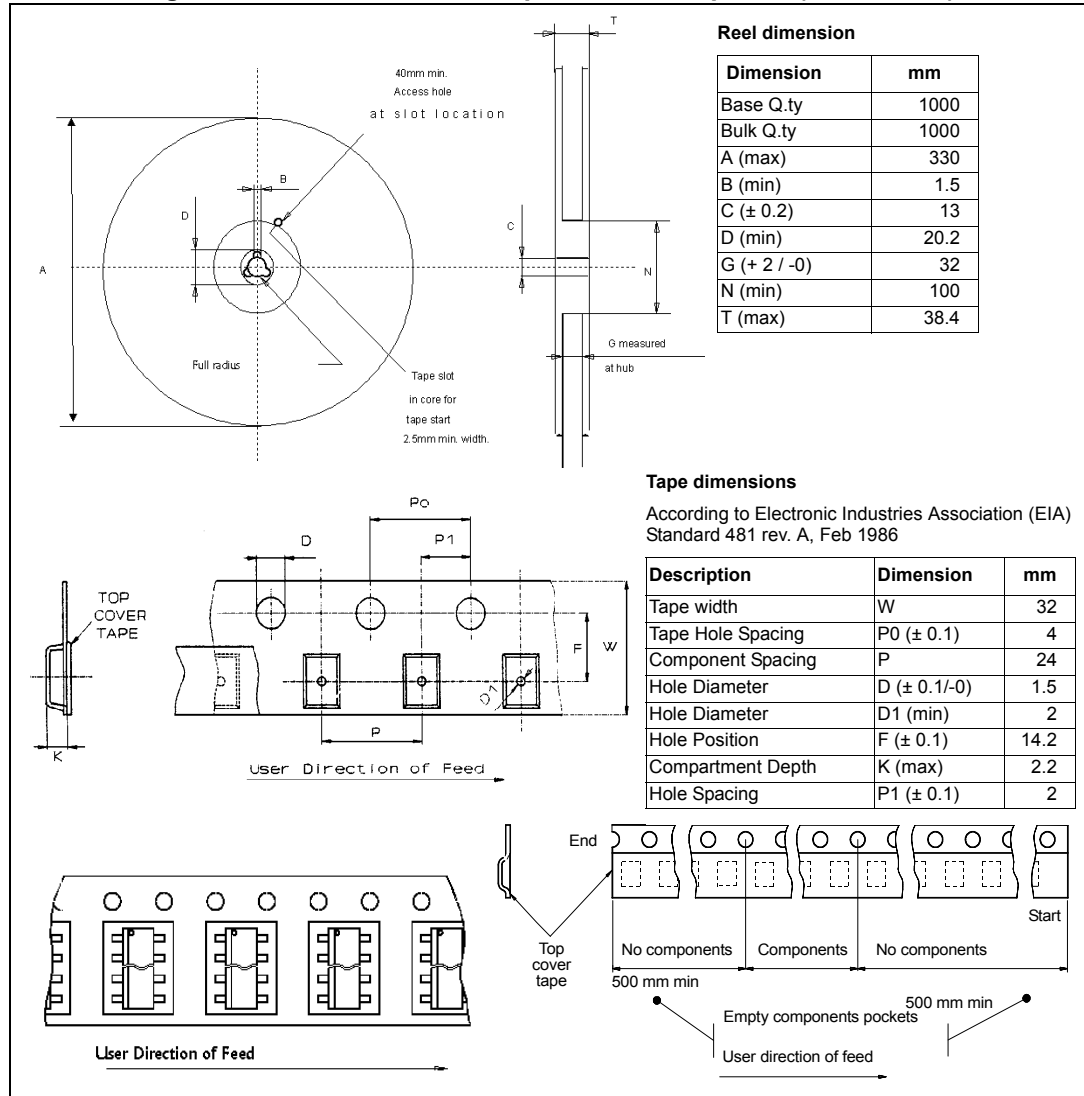 T
40mm min.
Access hole
at slot location
B
D
C
A
N
Full radius
G measured
at hub
Tape slot
in core for
tape start
2.5mm min. width.
Reel dimension
Dimension mm
Base Q.ty 1000
Bulk Q.ty 1000
A (max) 330
B (min) 1.5
C (± 0.2) 13
D (min) 20.2
G (+ 2 / -0) 32
N (min) 100
T (max) 38.4
Tape dimensions
According to Electronic Industries Association (EIA)
Standard 481 rev. A, Feb 1986
Description Dimension mm
Tape width W 32
Tape Hole Spacing P0 (± 0.1) 4
Component Spacing P 24
Hole Diameter D (± 0.1/-0) 1.5
Hole Diameter D1 (min) 2
Hole Position F (± 0.1) 14.2
Compartment Depth K (max) 2.2
Hole Spacing P1 (± 0.1) 2
Po
D
P1
TOP
COVER
TAPE
F
W
D1
P
K
User Direction of Feed
End
Start
Top
cover
tape
No components Components No components
500 mm min
500 mm min
Empty components pockets
User direction of feed
User Direction of Feed